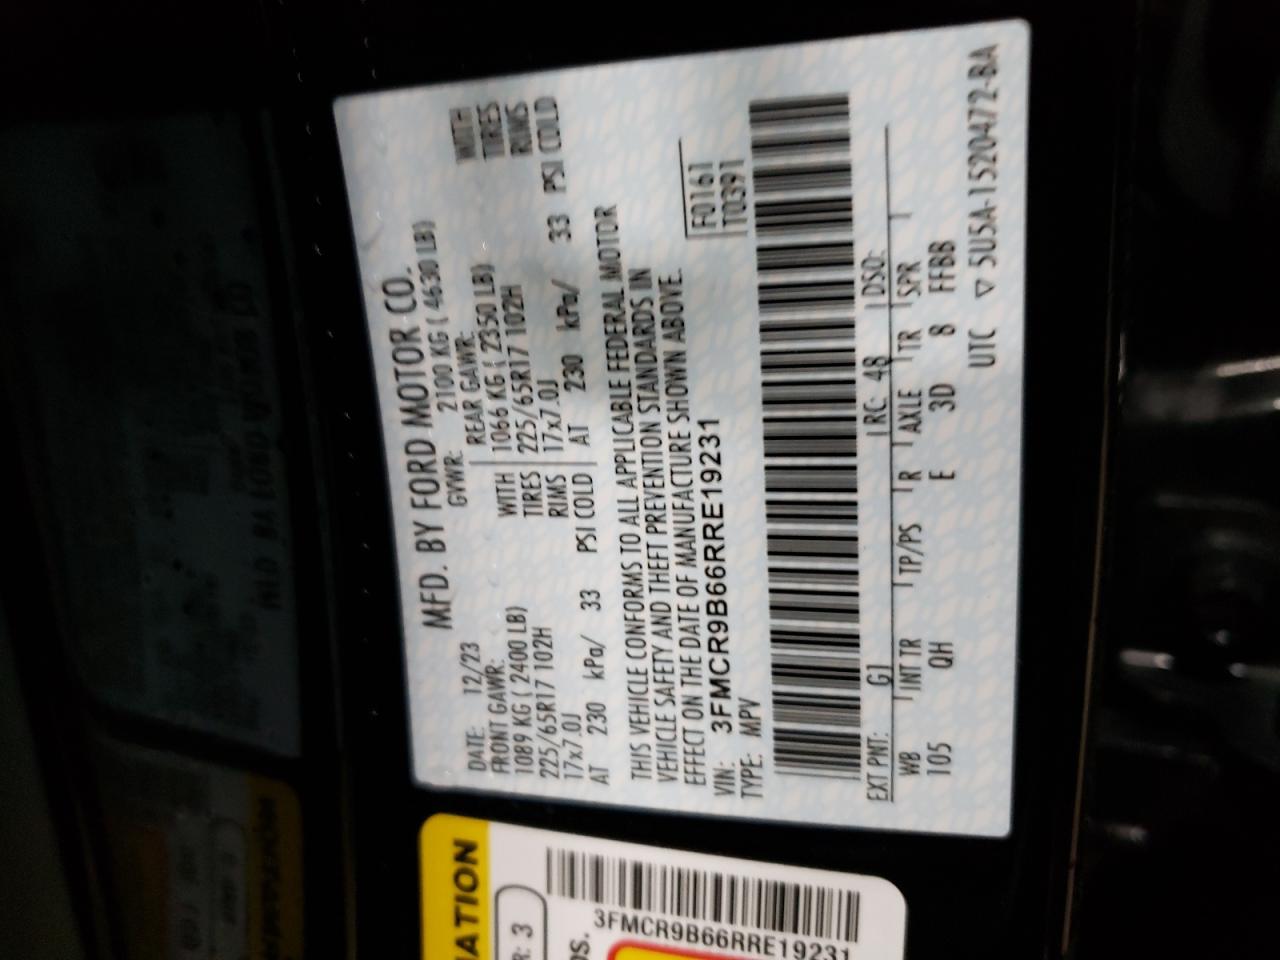 MFD. BY FORD MOTOR CO.
DATE: 12/23 GVWR: 2100 KG ( 4630 LB)
FRONT GAWR: REAR GAWR: WITH
1089 KG ( 2400 LB) WITH 1066 KG ( 2350 LB) TIRES
225/65R17 102H TIRES 225/65R17 102H RIMS
17x7.0J RIMS 17x7.0J
AT 230 kPa/ 33 PSI COLD AT 230 kPa/ 33 PSI COLD
THIS VEHICLE CONFORMS TO ALL APPLICABLE FEDERAL MOTOR
VEHICLE SAFETY AND THEFT PREVENTION STANDARDS IN
EFFECT ON THE DATE OF MANUFACTURE SHOWN ABOVE.
VIN: 3FMCR9B66RRE19231 F0161
TYPE: MPV T0391
EXT PNT: G1 RC: 48 DSO:
WB INT TR TP/PS R AXLE TR SPR
105 QH E 3D 8 FFBB
UTC ▽ 5U5A-1520472-BA
3
3FMCR9B66RRE19231